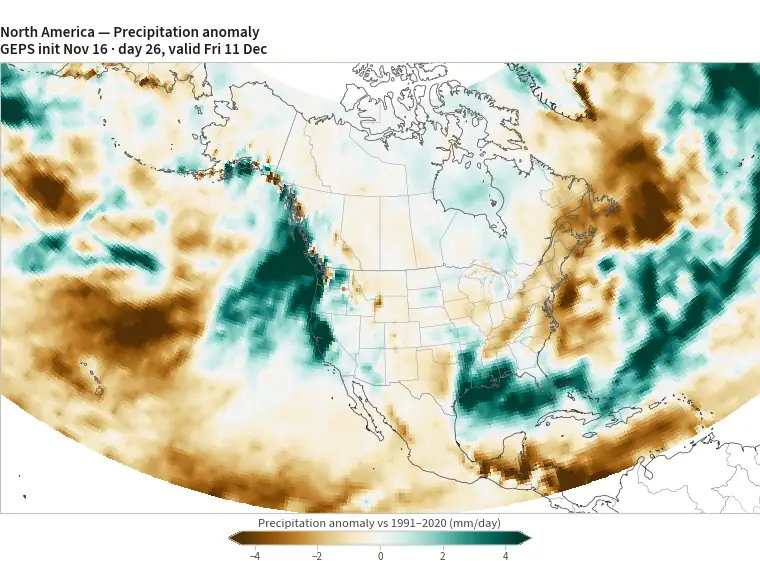 North America — Precipitation anomaly
GEPS init Nov 16 · day 26, valid Fri 11 Dec
Precipitation anomaly vs 1991–2020 (mm/day)
−4 −2 0 2 4